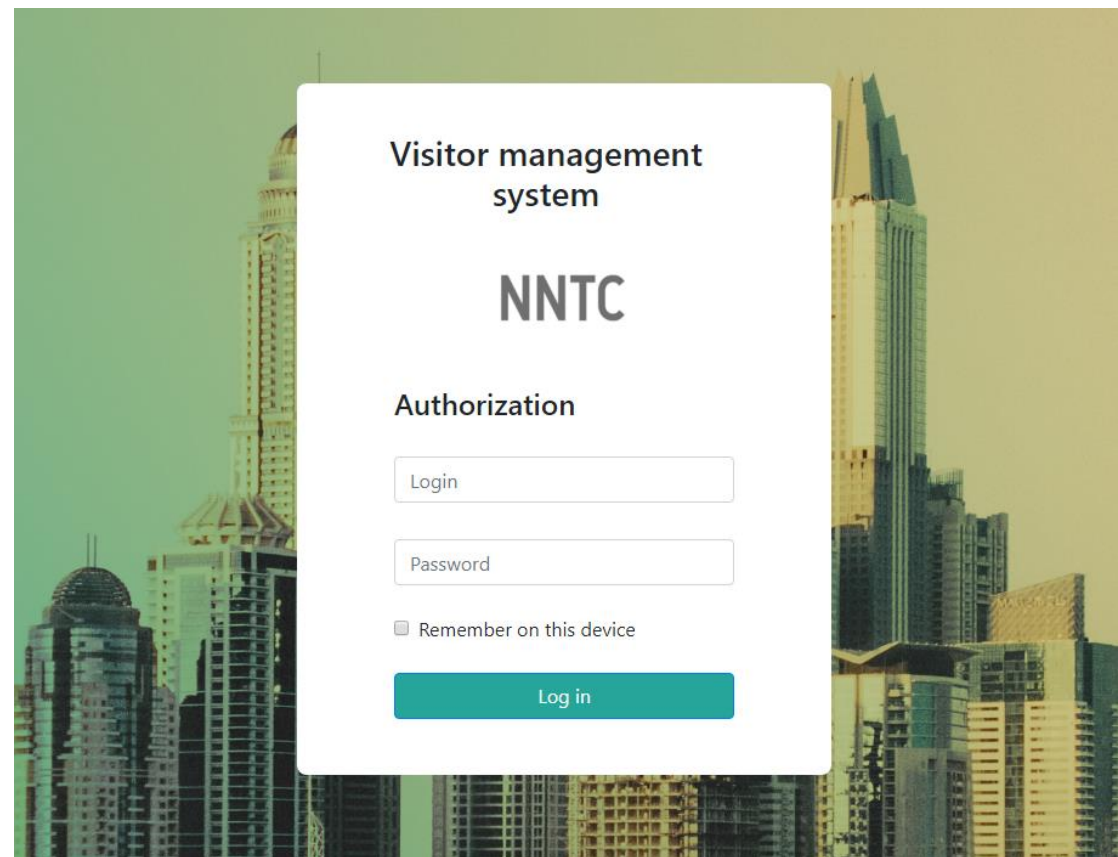 Visitor management
system
NNTC
Authorization
Login
Password
Remember on this device
Log in